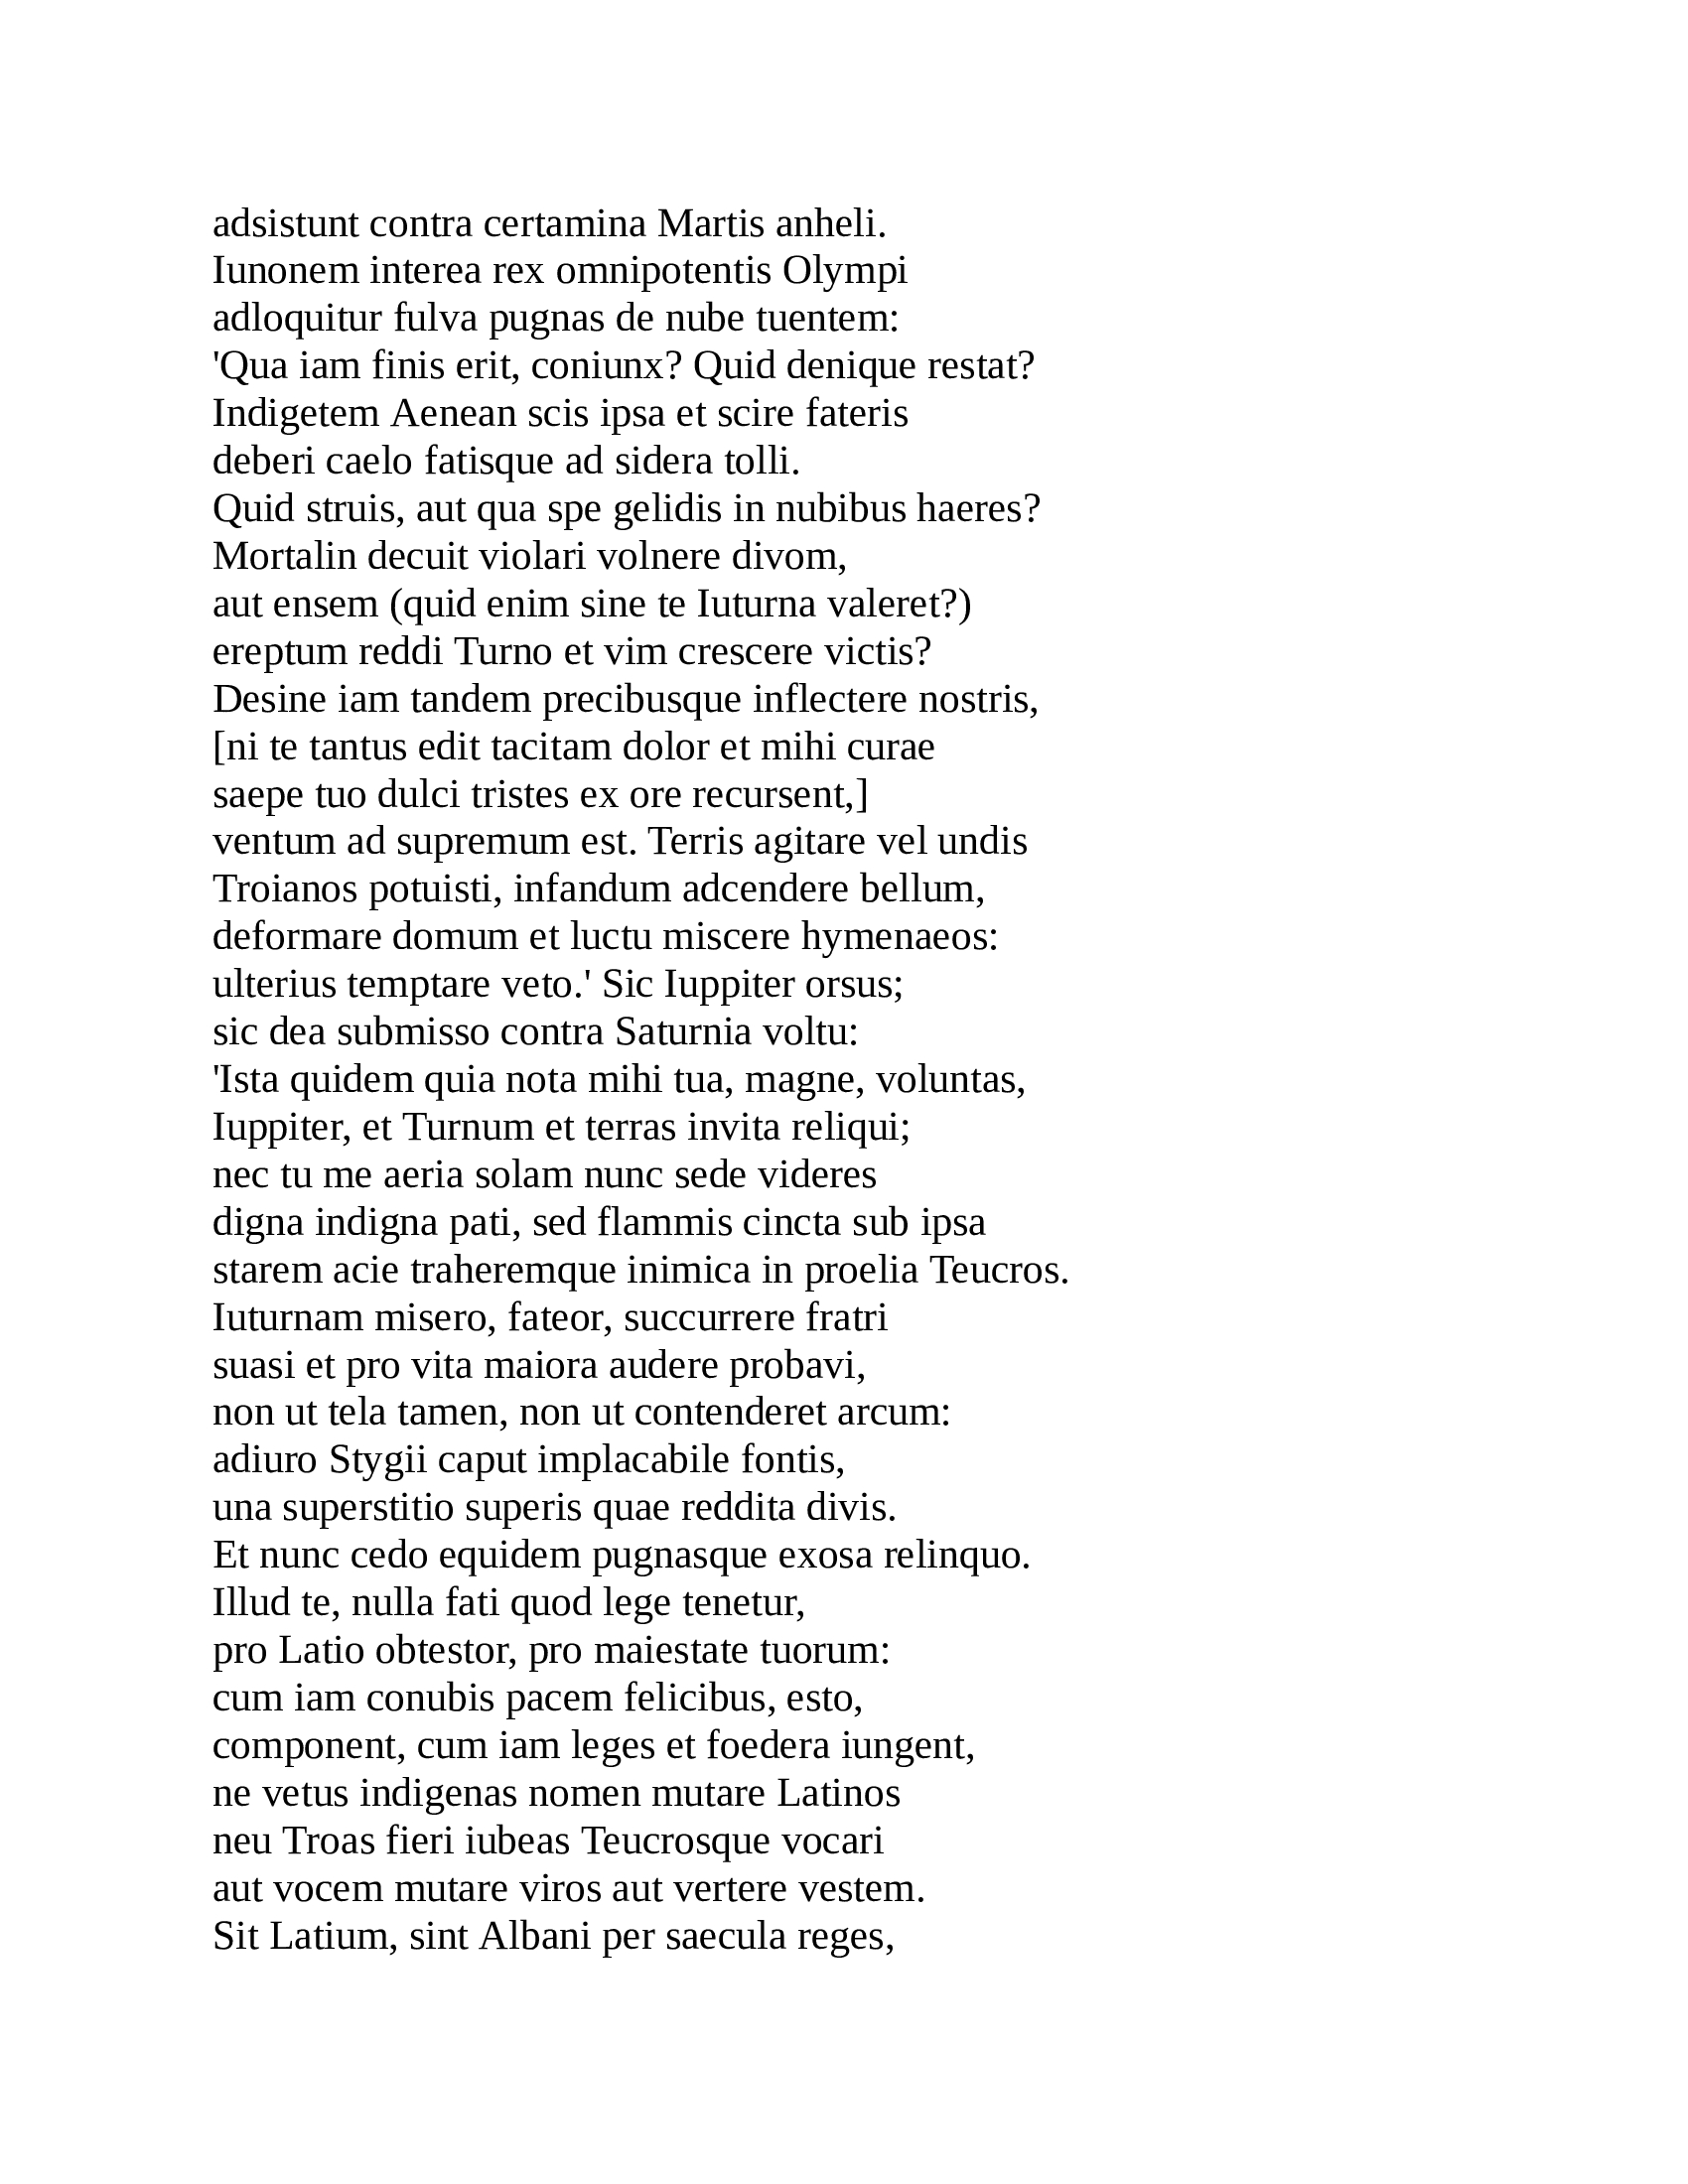 adsistunt contra certamina Martis anheli.
Iunonem interea rex omnipotentis Olympi
adloquitur fulva pugnas de nube tuentem:
'Qua iam finis erit, coniunx? Quid denique restat?
Indigetem Aenean scis ipsa et scire fateris
deberi caelo fatisque ad sidera tolli.
Quid struis, aut qua spe gelidis in nubibus haeres?
Mortalin decuit violari volnere divom,
aut ensem (quid enim sine te Iuturna valeret?)
ereptum reddi Turno et vim crescere victis?
Desine iam tandem precibusque inflectere nostris,
[ni te tantus edit tacitam dolor et mihi curae
saepe tuo dulci tristes ex ore recursent,]
ventum ad supremum est. Terris agitare vel undis
Troianos potuisti, infandum adcendere bellum,
deformare domum et luctu miscere hymenaeos:
ulterius temptare veto.' Sic Iuppiter orsus;
sic dea submisso contra Saturnia voltu:
'Ista quidem quia nota mihi tua, magne, voluntas,
Iuppiter, et Turnum et terras invita reliqui;
nec tu me aeria solam nunc sede videres
digna indigna pati, sed flammis cincta sub ipsa
starem acie traheremque inimica in proelia Teucros.
Iuturnam misero, fateor, succurrere fratri
suasi et pro vita maiora audere probavi,
non ut tela tamen, non ut contenderet arcum:
adiuro Stygii caput implacabile fontis,
una superstitio superis quae reddita divis.
Et nunc cedo equidem pugnasque exosa relinquo.
Illud te, nulla fati quod lege tenetur,
pro Latio obtestor, pro maiestate tuorum:
cum iam conubis pacem felicibus, esto,
component, cum iam leges et foedera iungent,
ne vetus indigenas nomen mutare Latinos
neu Troas fieri iubeas Teucrosque vocari
aut vocem mutare viros aut vertere vestem.
Sit Latium, sint Albani per saecula reges,